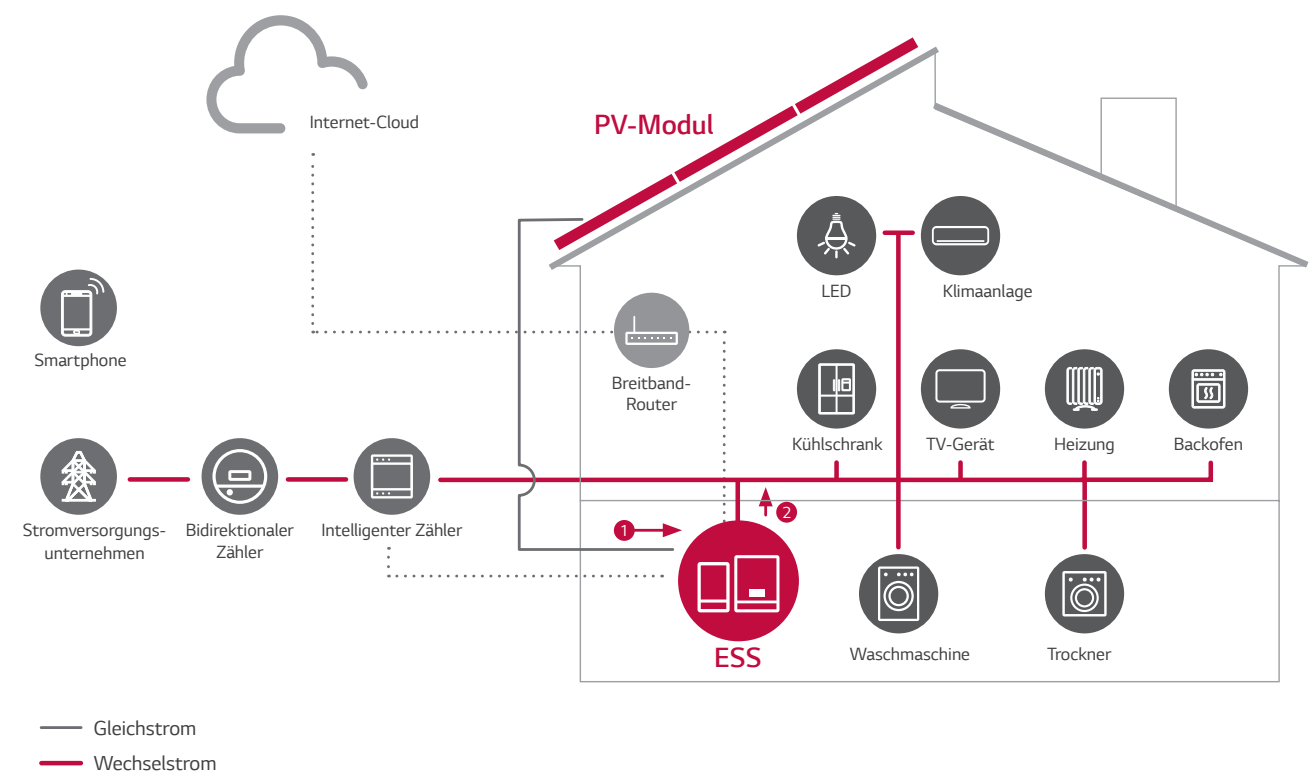 Internet-Cloud
PV-Modul
LED
Klimaanlage
Smartphone
Breitband-
Router
Kühlschrank
TV-Gerät
Heizung
Backofen
Stromversorgungs-
unternehmen
Bidirektionaler
Zähler
Intelligenter Zähler
1
2
ESS
Waschmaschine
Trockner
Gleichstrom
Wechselstrom